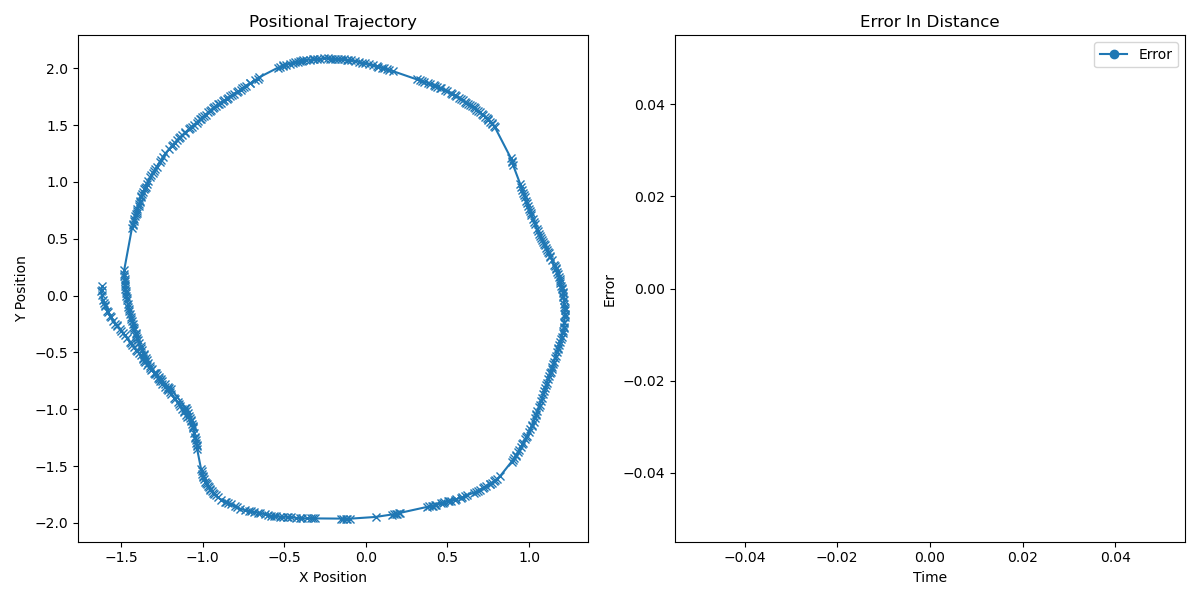 Positional Trajectory
2.0
1.5
1.0
0.5
0.0
−0.5
−1.0
−1.5
−2.0
Y Position
−1.5 −1.0 −0.5 0.0 0.5 1.0
X Position
Error In Distance
Error
0.04
0.02
0.00
−0.02
−0.04
Error
−0.04 −0.02 0.00 0.02 0.04
Time